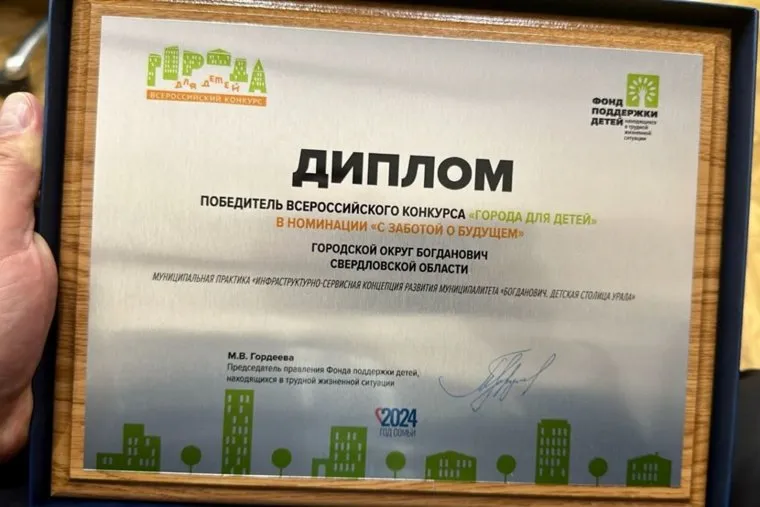 ГОРОДА
ДЛЯ ДЕТЕЙ
ВСЕРОССИЙСКИЙ КОНКУРС
ФОНД
ПОДДЕРЖКИ
ДЕТЕЙ
находящихся
в трудной
жизненной
ситуации
ДИПЛОМ
ПОБЕДИТЕЛЬ ВСЕРОССИЙСКОГО КОНКУРСА «ГОРОДА ДЛЯ ДЕТЕЙ»
В НОМИНАЦИИ «С ЗАБОТОЙ О БУДУЩЕМ»
ГОРОДСКОЙ ОКРУГ БОГДАНОВИЧ
СВЕРДЛОВСКОЙ ОБЛАСТИ
МУНИЦИПАЛЬНАЯ ПРАКТИКА «ИНФРАСТРУКТУРНО-СЕРВИСНАЯ КОНЦЕПЦИЯ РАЗВИТИЯ МУНИЦИПАЛИТЕТА «БОГДАНОВИЧ. ДЕТСКАЯ СТОЛИЦА УРАЛА»
М.В. Гордеева
Председатель правления Фонда поддержки детей,
находящихся в трудной жизненной ситуации
2024
ГОД СЕМЬИ